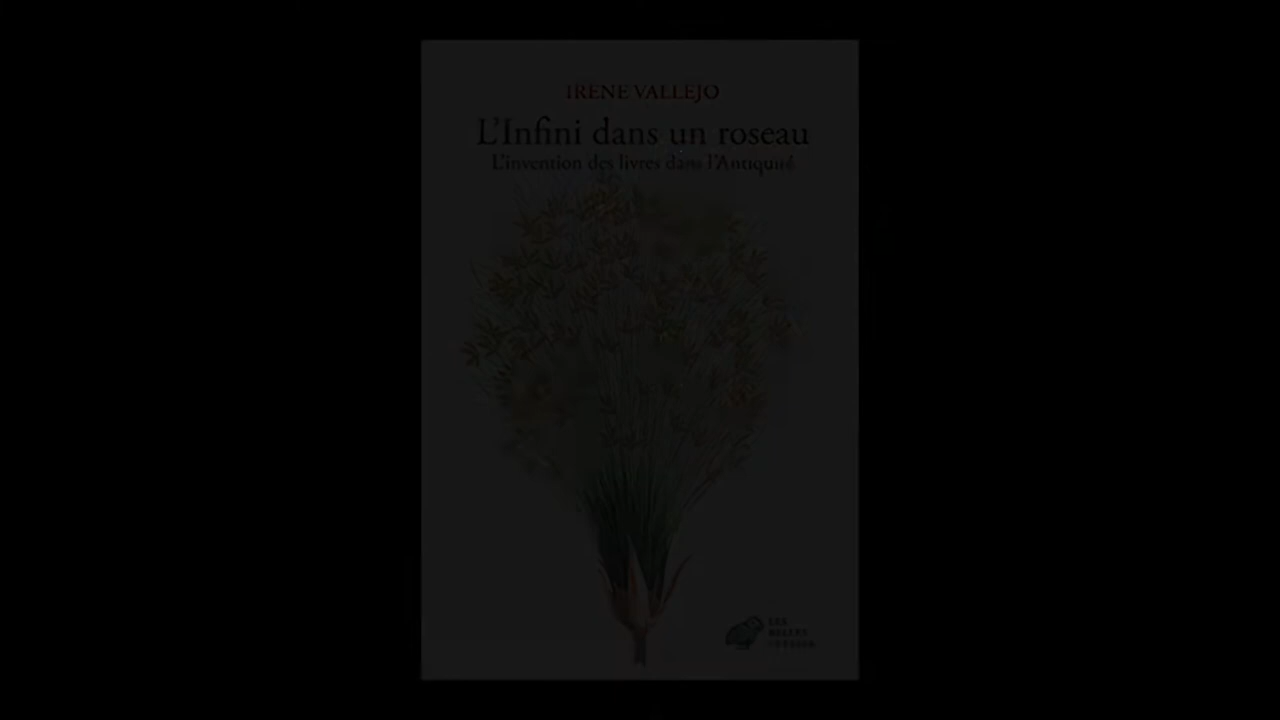 IRENE VALLEJO
L'Infini dans un roseau
L'invention des livres dans l'Antiquité
LES
BELLES
LETTRES